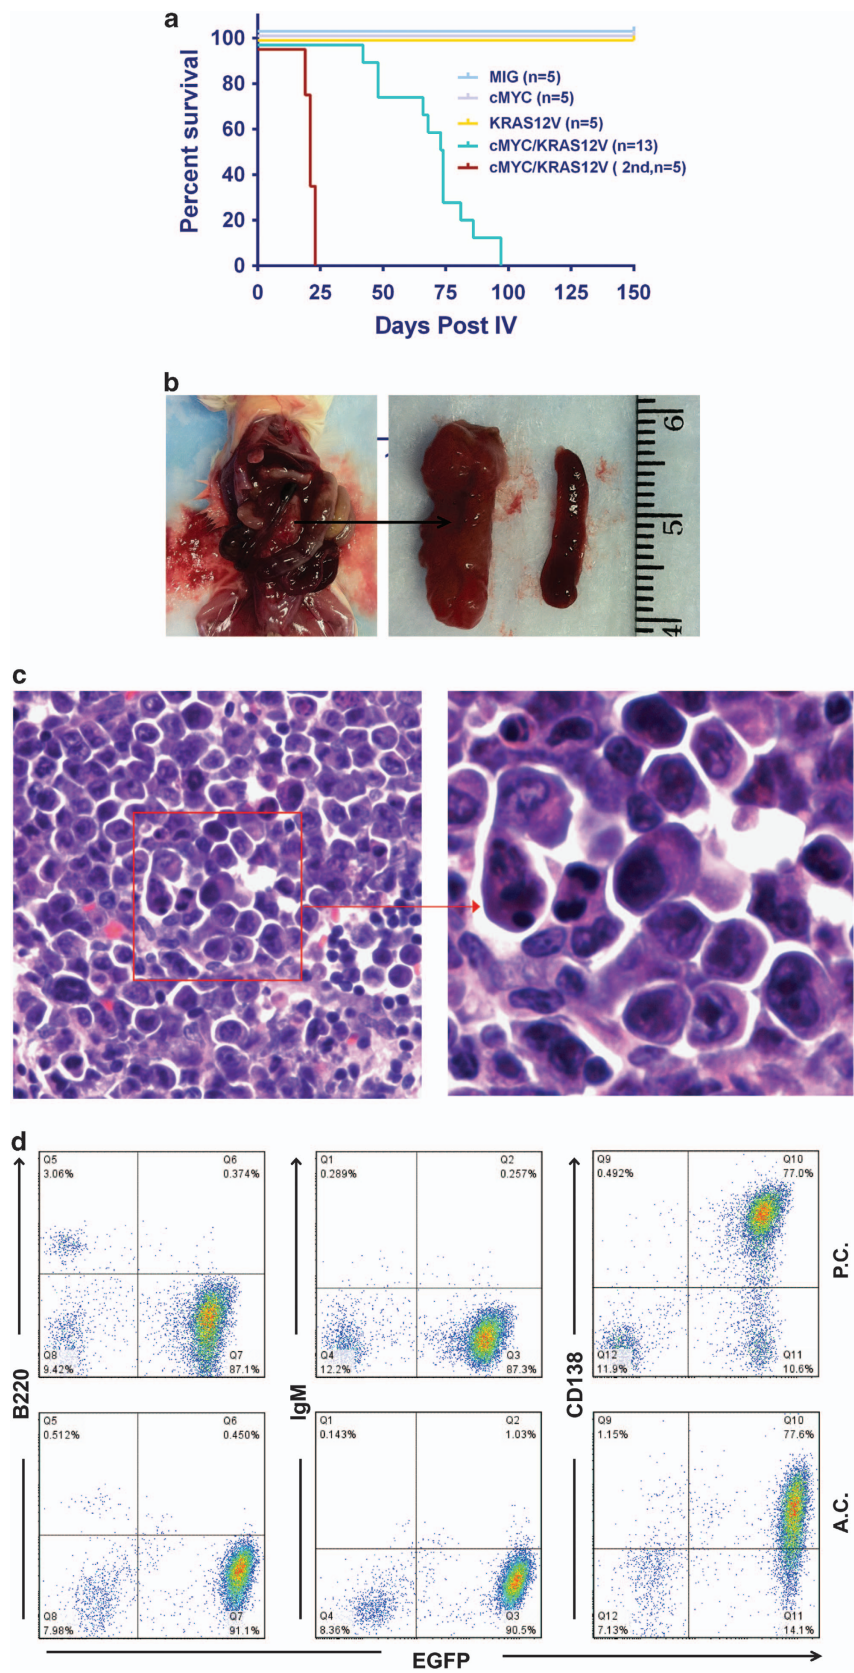 a
Percent survival
100
80
60
40
20
0
MIG (n=5)
cMYC (n=5)
KRAS12V (n=5)
cMYC/KRAS12V (n=13)
cMYC/KRAS12V ( 2nd,n=5)
0 25 50 75 100 125 150
Days Post IV
b
6
5
4
c
d
B220
Q5
3.06%
Q6
0.374%
Q8
9.42%
Q7
87.1%
IgM
Q1
0.289%
Q2
0.257%
Q4
12.2%
Q3
87.3%
CD138
Q9
0.492%
Q10
77.0%
Q12
11.9%
Q11
10.6%
P.C.
Q5
0.512%
Q6
0.450%
Q8
7.98%
Q7
91.1%
Q1
0.143%
Q2
1.03%
Q4
8.36%
Q3
90.5%
Q9
1.15%
Q10
77.6%
Q12
7.13%
Q11
14.1%
A.C.
EGFP